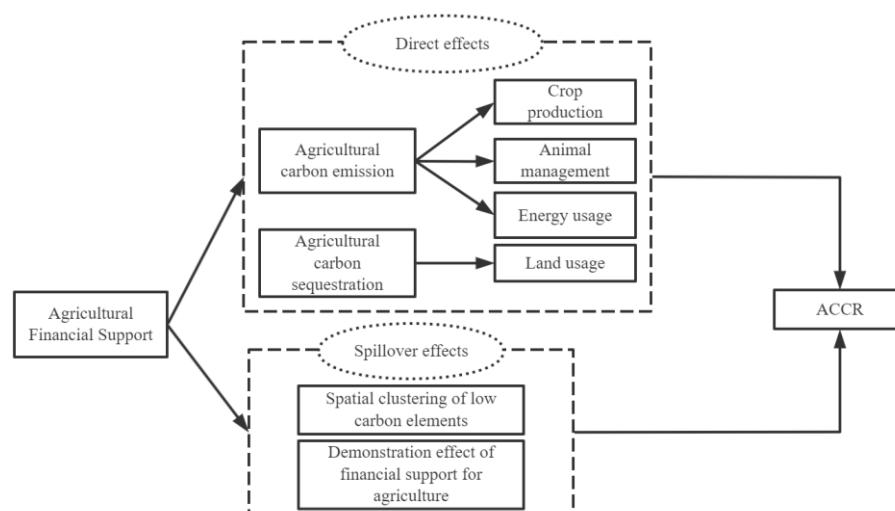 Direct effects
Crop
production
Agricultural
carbon emission
Animal
management
Energy usage
Agricultural
carbon
sequestration
Land usage
Agricultural
Financial Support
ACCR
Spillover effects
Spatial clustering of low
carbon elements
Demonstration effect of
financial support for
agriculture